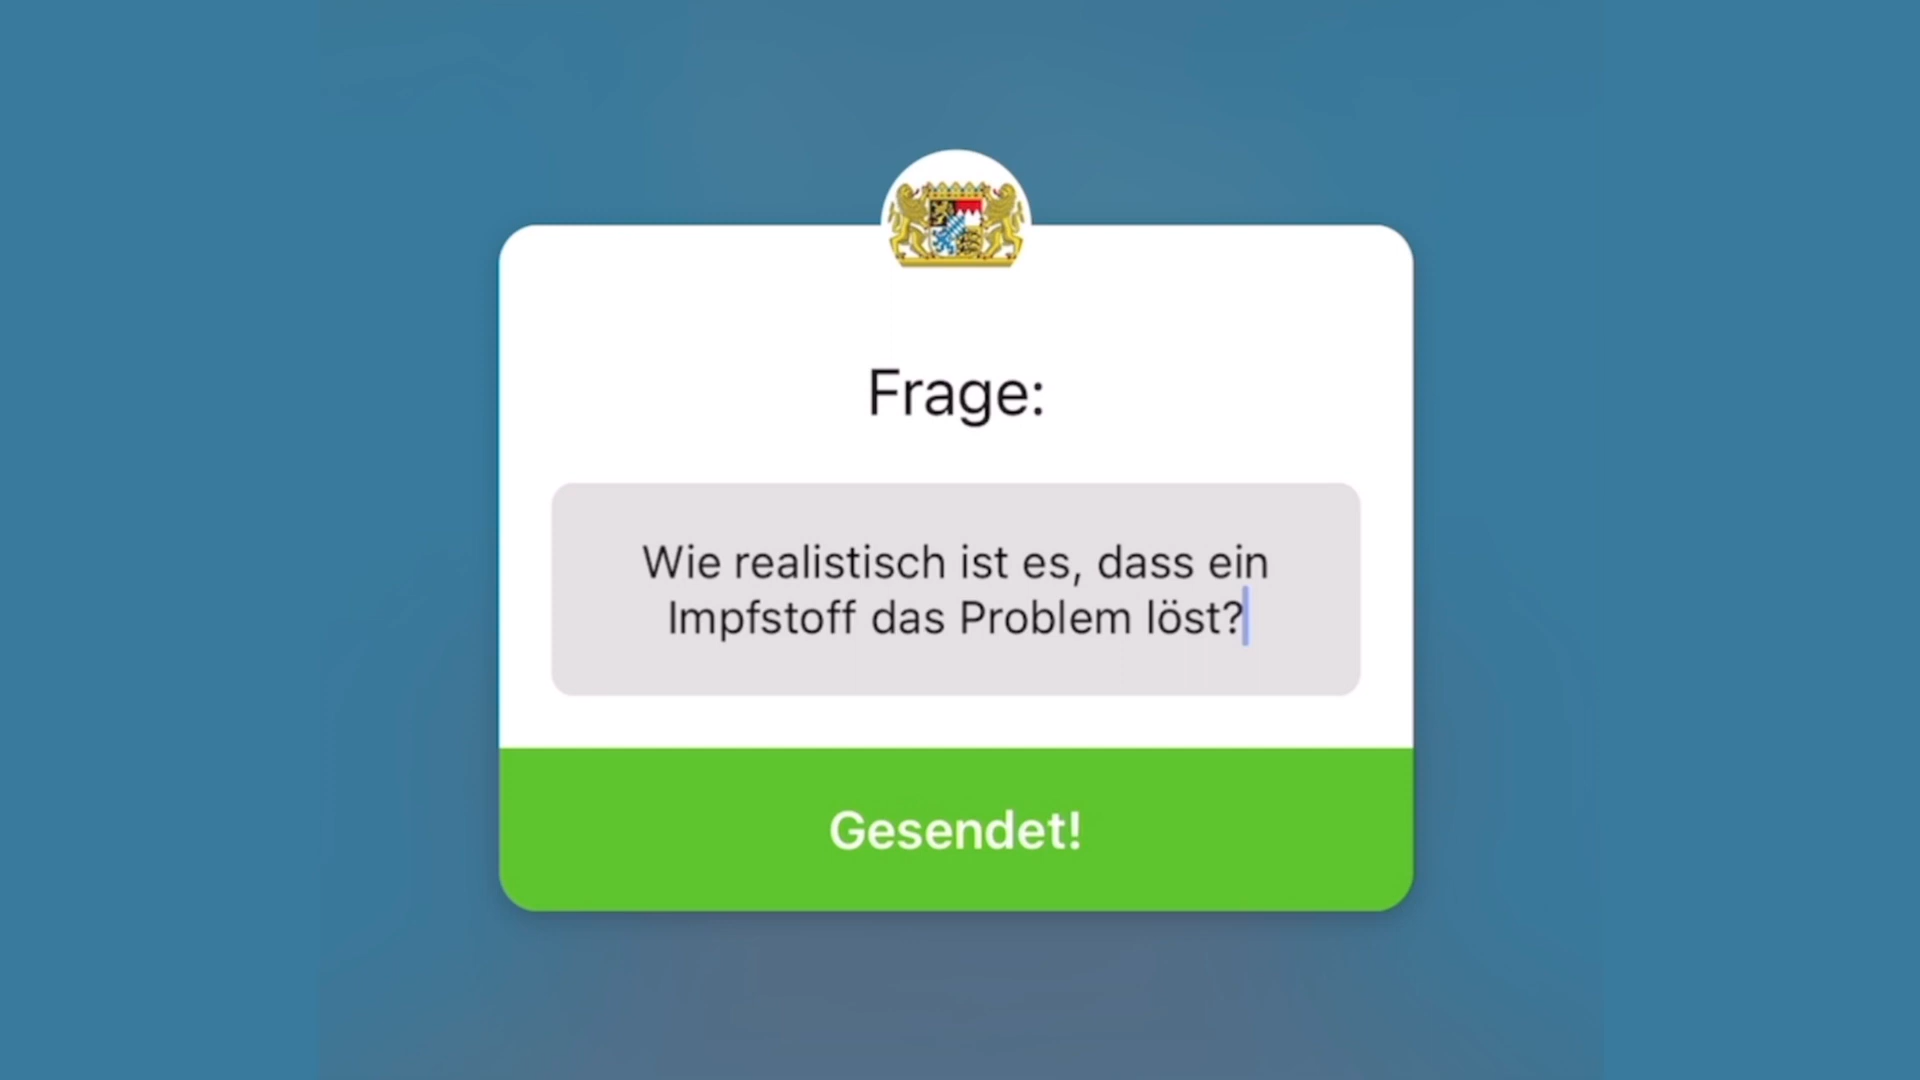 Frage:
Wie realistisch ist es, dass ein
Impfstoff das Problem löst?
Gesendet!